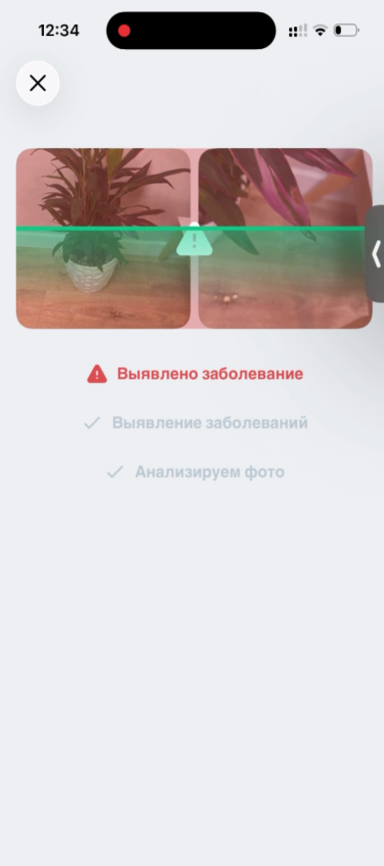 12:34
Выявлено заболевание
Выявление заболеваний
Анализируем фото